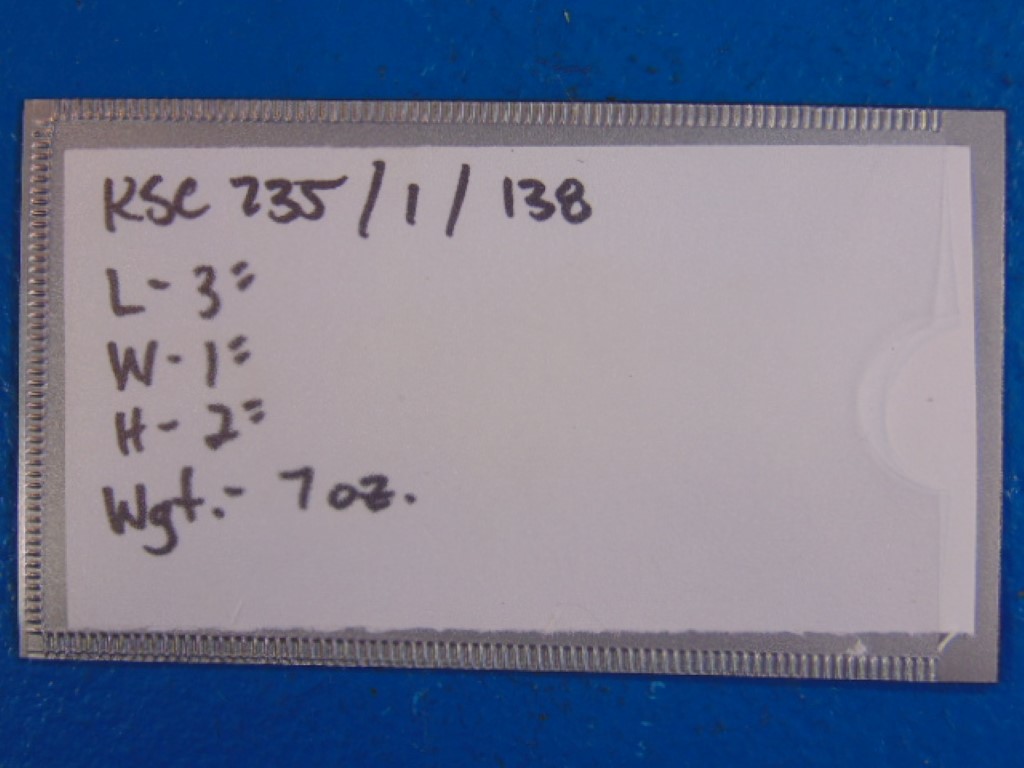 KSC 235 / 1 / 138
L - 3"
W - 1"
H - 2"
Wgt. - 7 oz.